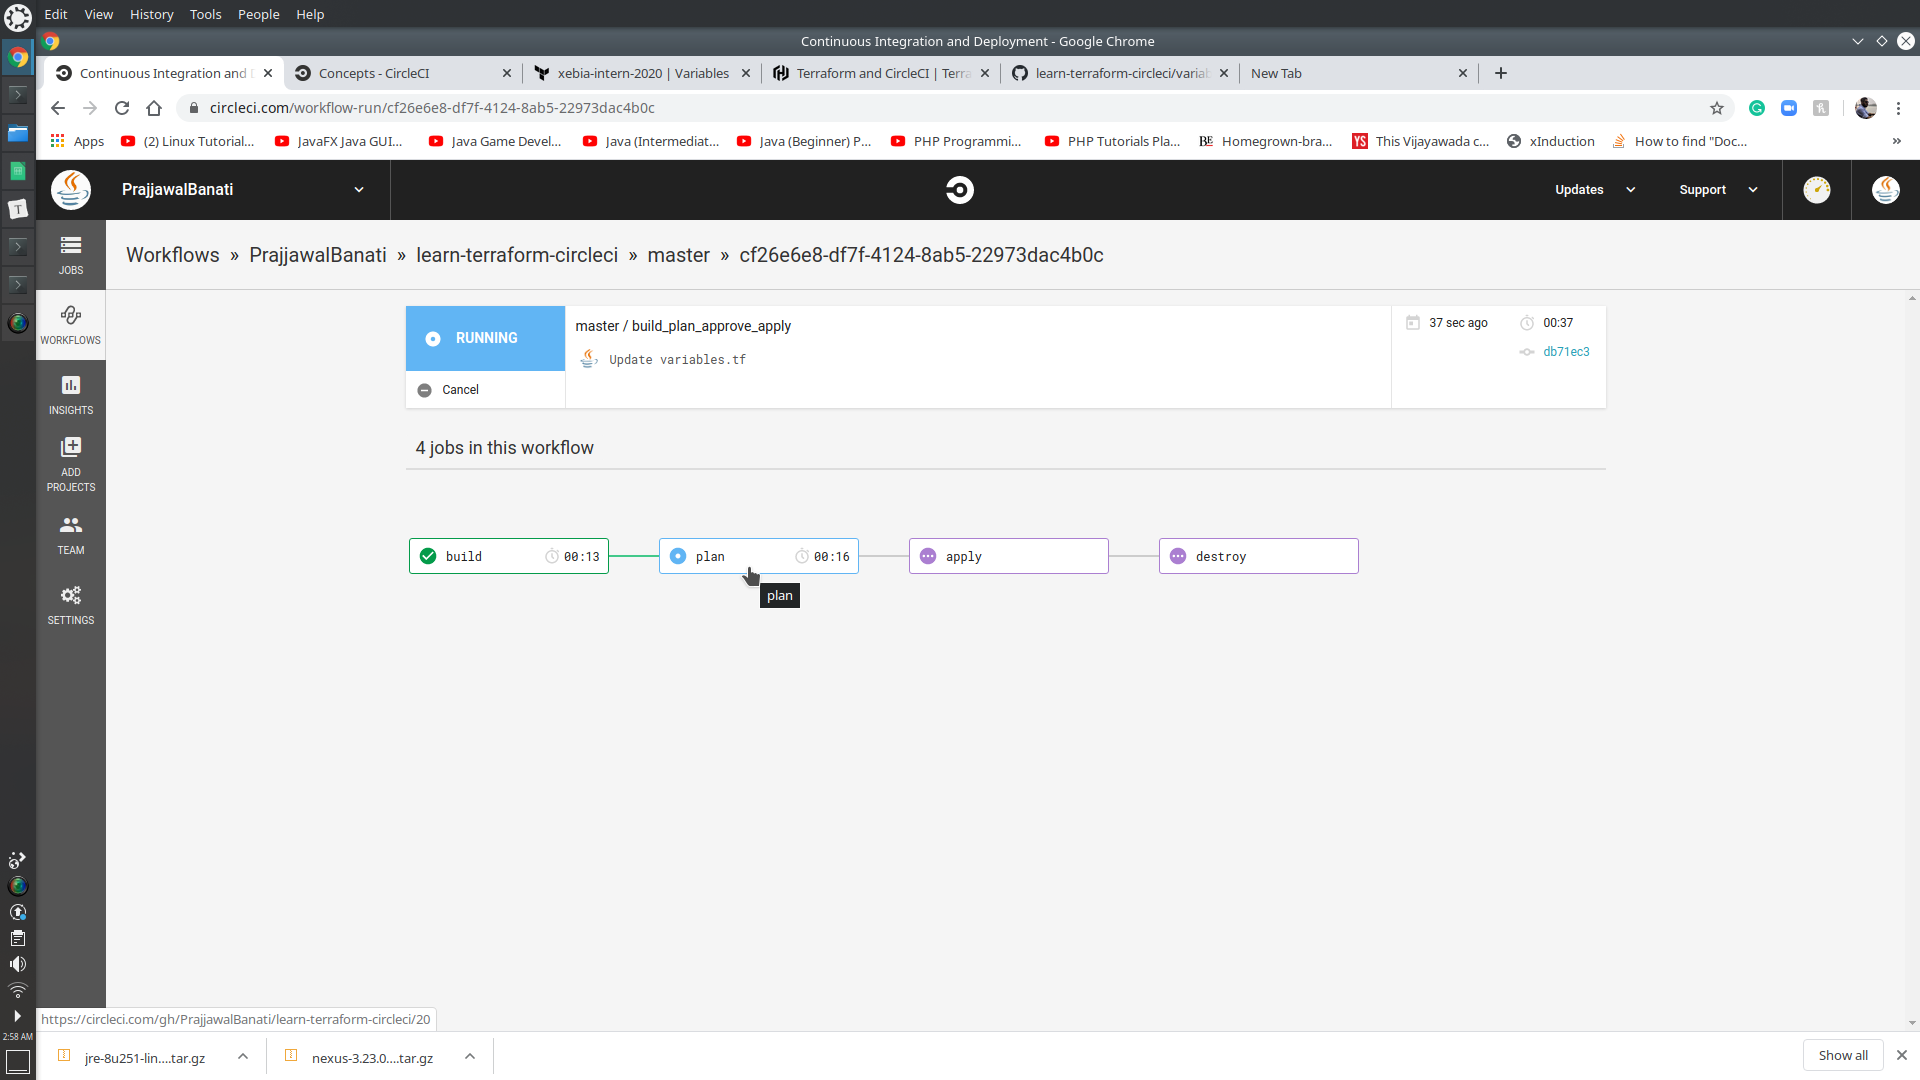 Edit View History Tools People Help
Continuous Integration and Deployment - Google Chrome
Continuous Integration and
Concepts - CircleCI
xebia-intern-2020 | Variables
Terraform and CircleCI | Terra
learn-terraform-circleci/varia
New Tab
circleci.com/workflow-run/cf26e6e8-df7f-4124-8ab5-22973dac4b0c
Apps
(2) Linux Tutorial...
JavaFX Java GUI...
Java Game Devel...
Java (Intermediat...
Java (Beginner) P...
PHP Programmi...
PHP Tutorials Pla...
BE Homegrown-bra...
YS This Vijayawada c...
xInduction
How to find "Doc...
»
PrajjawalBanati
Updates
Support
JOBS
WORKFLOWS
INSIGHTS
ADD
PROJECTS
TEAM
SETTINGS
Workflows » PrajjawalBanati » learn-terraform-circleci » master » cf26e6e8-df7f-4124-8ab5-22973dac4b0c
RUNNING
Cancel
master / build_plan_approve_apply
Update variables.tf
37 sec ago
00:37
db71ec3
4 jobs in this workflow
build 00:13
plan 00:16
apply
destroy
plan
T
2:58 AM
https://circleci.com/gh/PrajjawalBanati/learn-terraform-circleci/20
jre-8u251-lin....tar.gz
nexus-3.23.0....tar.gz
Show all